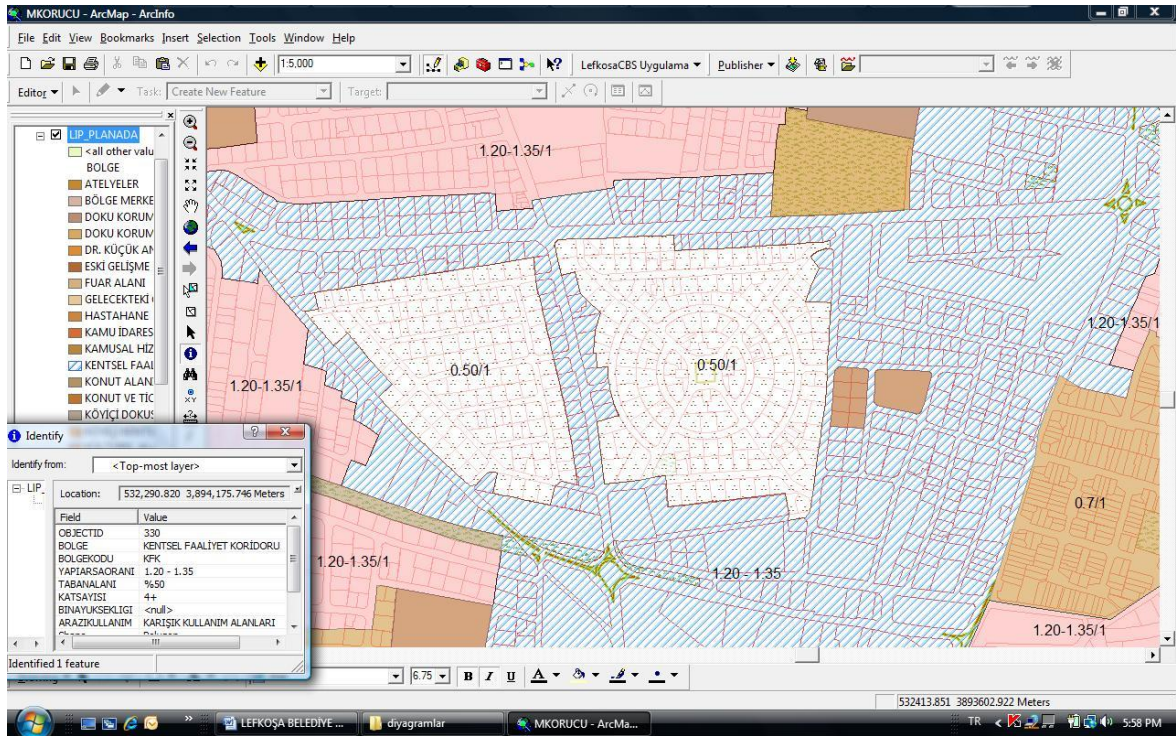 MKORUCU - ArcMap - ArcInfo
File Edit View Bookmarks Insert Selection Tools Window Help
1:5,000 LefkosaCBS Uygulama Publisher
Editor Task: Create New Feature Target:
LIP_PLANADA
<all other valu
BOLGE
ATELYELER
BÖLGE MERKE
DOKU KORUM
DOKU KORUM
DR. KÜÇÜK AN
ESKİ GELİŞME
FUAR ALANI
GELECEKTEKİ
HASTAHANE
KAMU İDARES
KAMUSAL HİZ
KENTSEL FAAL
KONUT ALAN
KONUT VE TİC
KÖYİÇİ DOKUS
1.20-1.35/1
1.20-1.35/1
0.50/1
0.50/1
1.20-1.35/1
0.7/1
1.20-1.35/1
1.20 - 1.35
1.20-1.35/1
Identify
Identify from: <Top-most layer>
LIP_
Location: 532,290.820 3,894,175.746 Meters
Field Value
OBJECTID 330
BOLGE KENTSEL FAALİYET KORİDORU
BOLGEKODU KFK
YAPIARSAORANI 1.20 - 1.35
TABANALANI %50
KATSAYISI 4+
BINAYUKSEKLIGI <null>
ARAZIKULLANIM KARIŞIK KULLANIM ALANLARI
Shape Polygon
Identified 1 feature
6.75 B I U A
532413.851 3893602.922 Meters
LEFKOŞA BELEDİYE ... diyagramlar MKORUCU - ArcMa... TR 5:58 PM